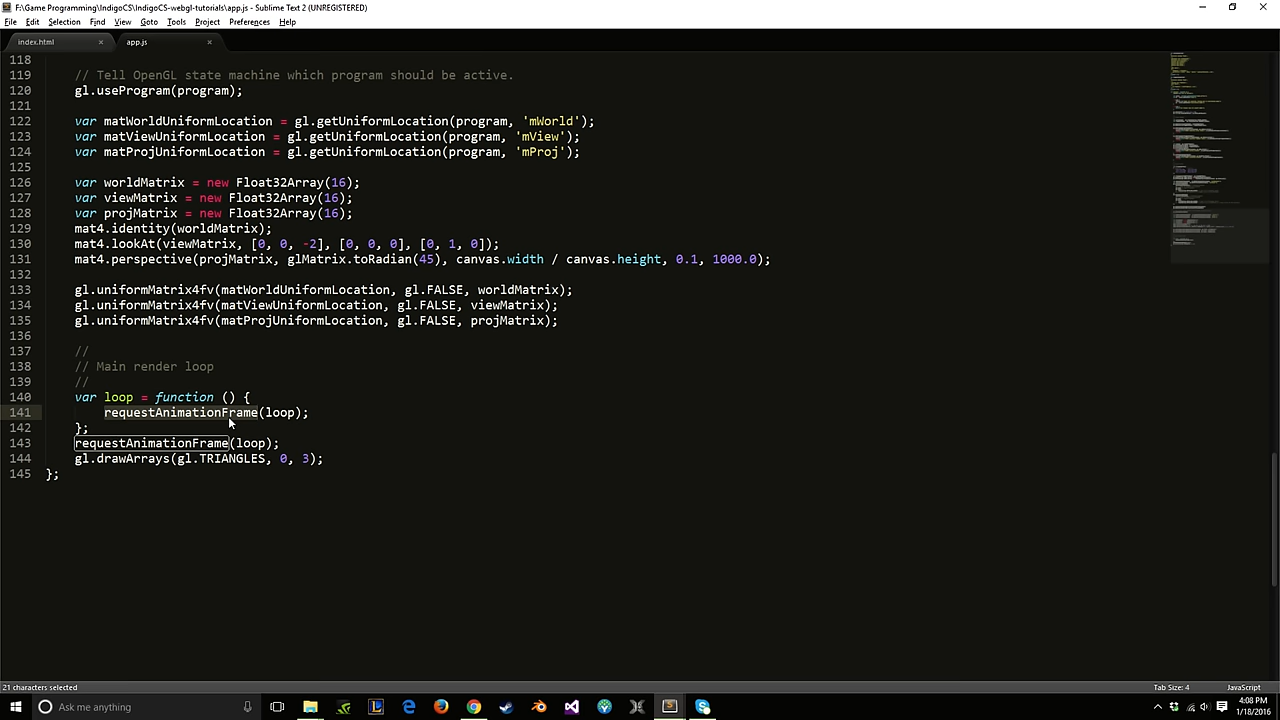 F:\Game Programming\IndigoCS\IndigoCS-webgl-tutorials\app.js - Sublime Text 2 (UNREGISTERED)
File Edit Selection Find View Goto Tools Project Preferences Help
index.html × app.js ×
118
119 // Tell OpenGL state machine which program should be active.
120 gl.useProgram(program);
121
122 var matWorldUniformLocation = gl.getUniformLocation(program, 'mWorld');
123 var matViewUniformLocation = gl.getUniformLocation(program, 'mView');
124 var matProjUniformLocation = gl.getUniformLocation(program, 'mProj');
125
126 var worldMatrix = new Float32Array(16);
127 var viewMatrix = new Float32Array(16);
128 var projMatrix = new Float32Array(16);
129 mat4.identity(worldMatrix);
130 mat4.lookAt(viewMatrix, [0, 0, -2], [0, 0, 0], [0, 1, 0]);
131 mat4.perspective(projMatrix, glMatrix.toRadian(45), canvas.width / canvas.height, 0.1, 1000.0);
132
133 gl.uniformMatrix4fv(matWorldUniformLocation, gl.FALSE, worldMatrix);
134 gl.uniformMatrix4fv(matViewUniformLocation, gl.FALSE, viewMatrix);
135 gl.uniformMatrix4fv(matProjUniformLocation, gl.FALSE, projMatrix);
136
137 //
138 // Main render loop
139 //
140 var loop = function () {
141 requestAnimationFrame(loop);
142 };
143 requestAnimationFrame(loop);
144 gl.drawArrays(gl.TRIANGLES, 0, 3);
145 };
21 characters selected
Tab Size: 4 JavaScript
Ask me anything
4:08 PM
1/18/2016